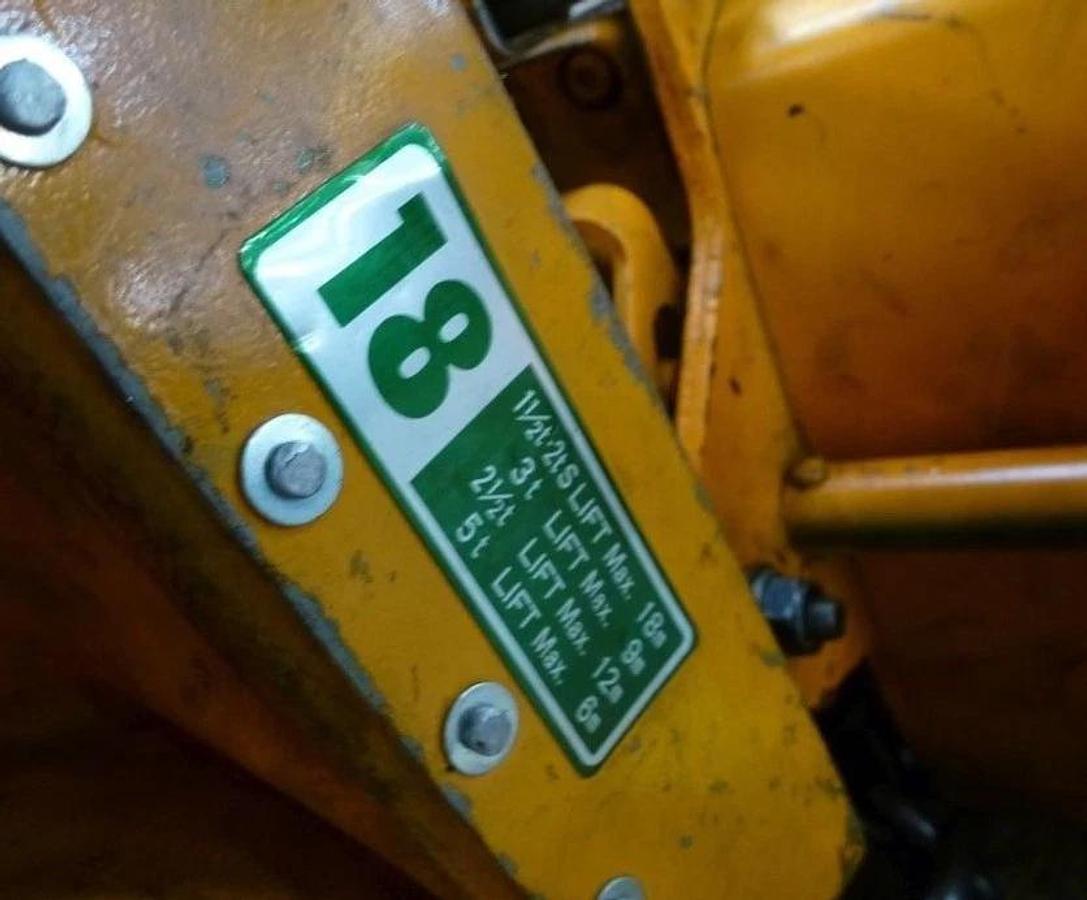 18
1½t·2tS LIFT Max. 18m
3t LIFT Max. 9m
2½t LIFT Max. 12m
5t LIFT Max. 6m